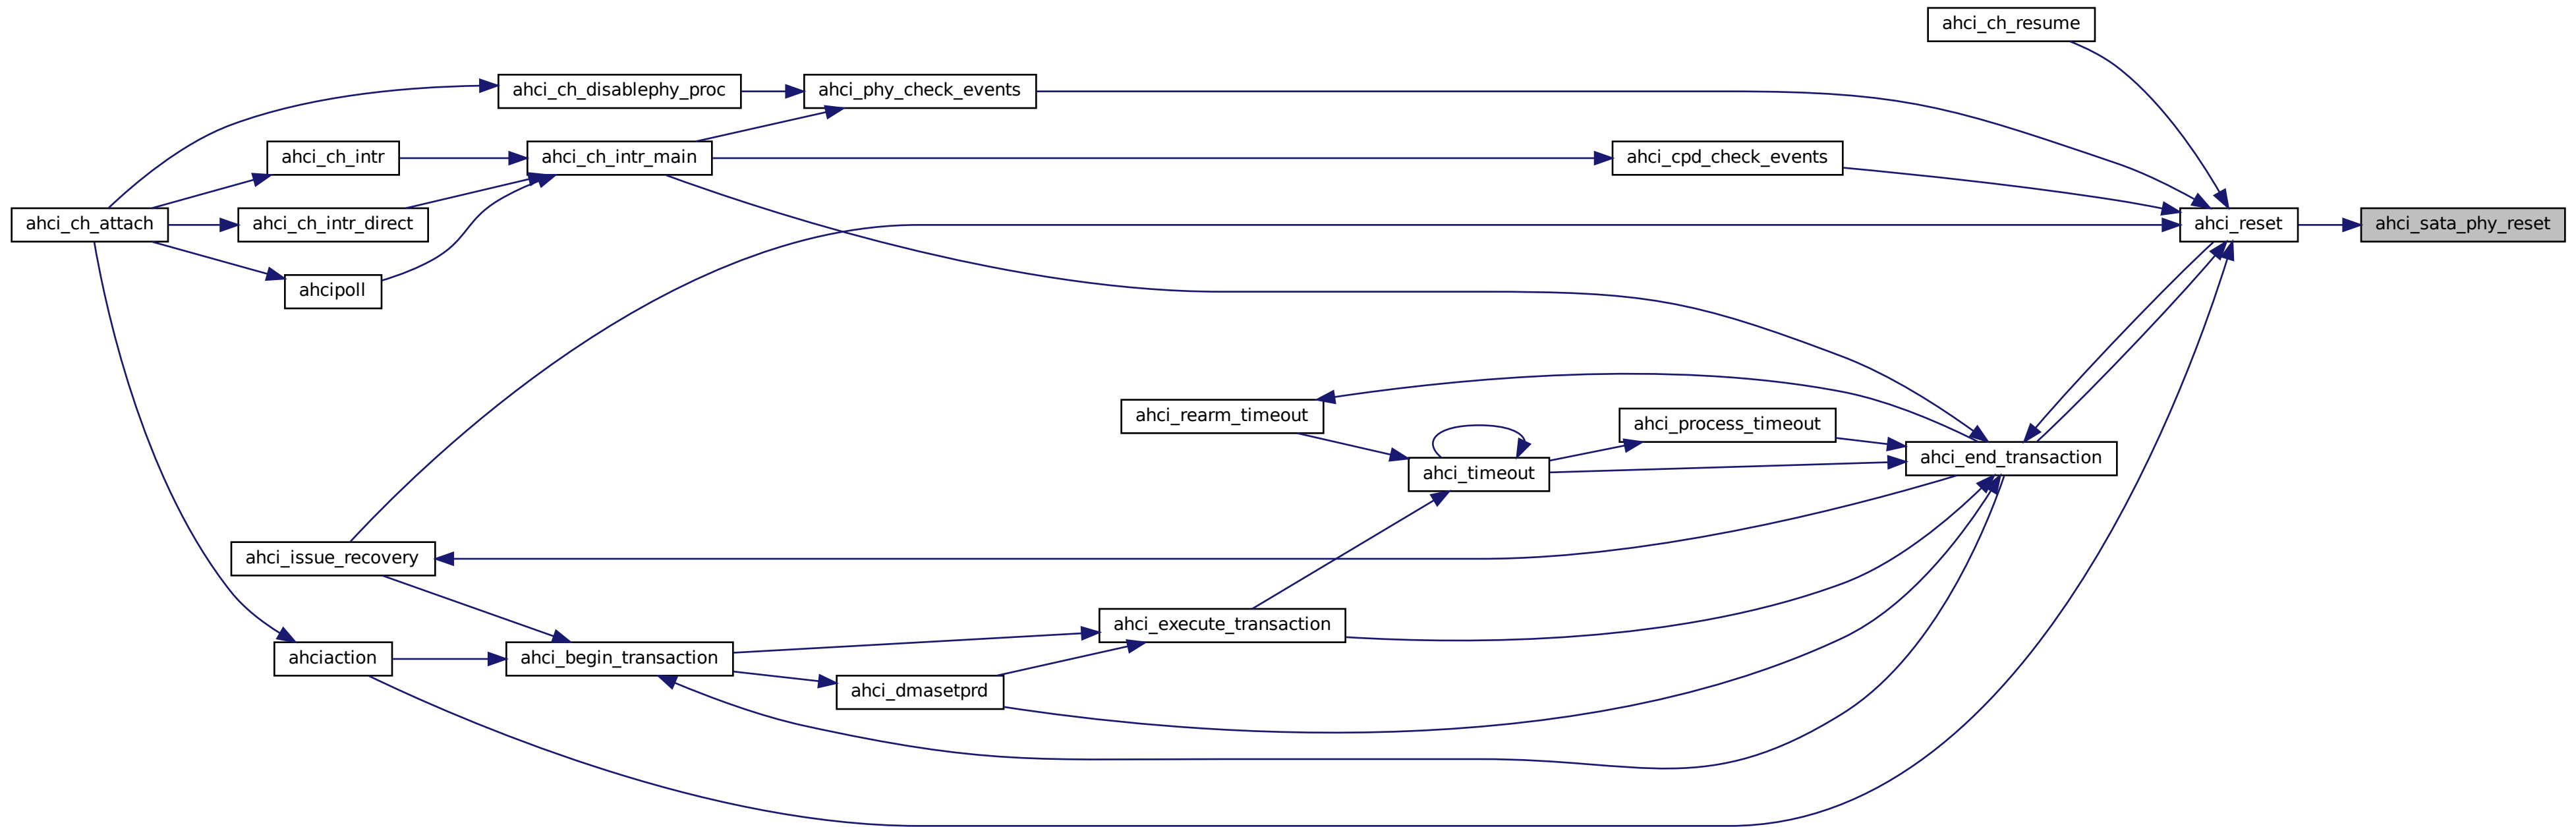 ahci_ch_resume
ahci_ch_disablephy_proc
ahci_phy_check_events
ahci_ch_intr
ahci_ch_intr_main
ahci_cpd_check_events
ahci_ch_attach
ahci_ch_intr_direct
ahci_reset
ahci_sata_phy_reset
ahcipoll
ahci_rearm_timeout
ahci_process_timeout
ahci_timeout
ahci_end_transaction
ahci_issue_recovery
ahci_execute_transaction
ahciaction
ahci_begin_transaction
ahci_dmasetprd